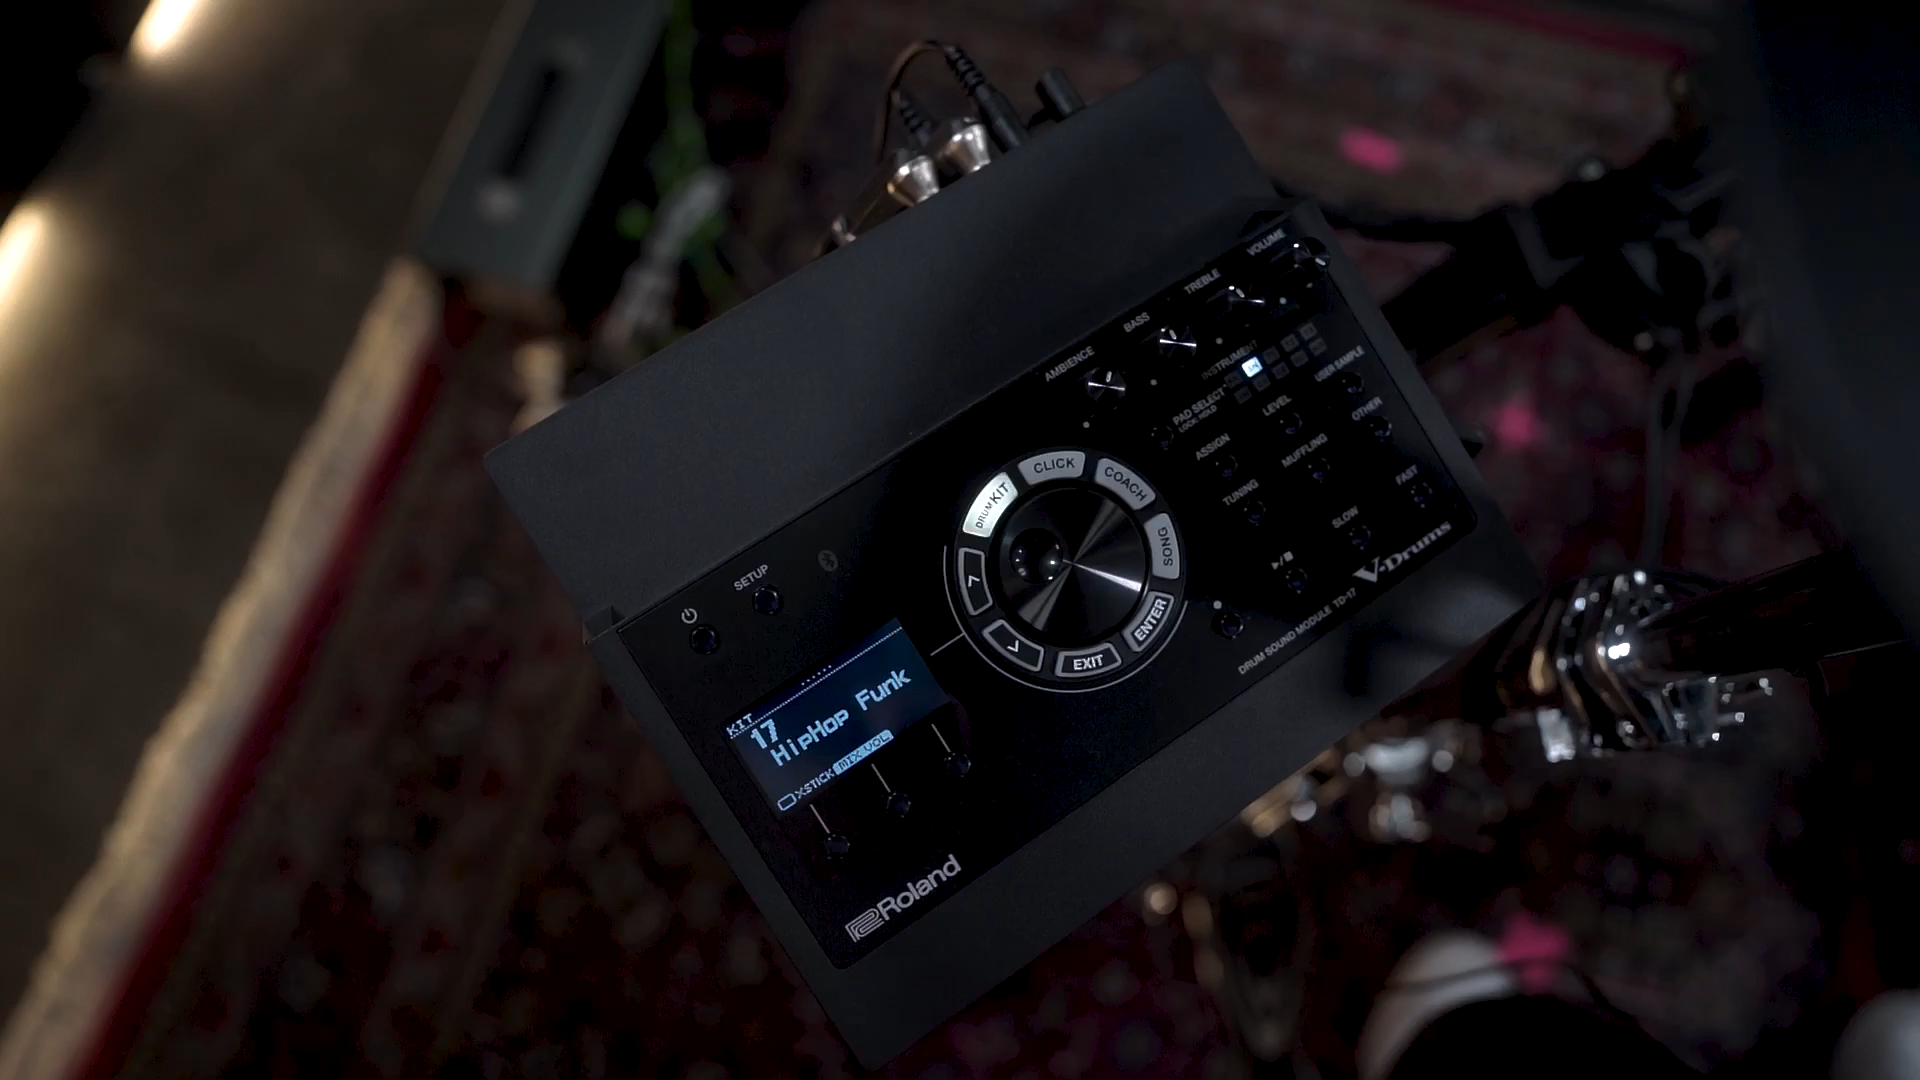 VOLUME
TREBLE
BASS
AMBIENCE
INSTRUMENT
USER SAMPLE
PAD SELECT
LOCK: HOLD
LEVEL
OTHER
ASSIGN
MUFFLING
TUNING
FAST
SLOW
V-Drums
DRUM SOUND MODULE TD-17
CLICK
COACH
DRUM KIT
SONG
ENTER
EXIT
SETUP
KIT
17
HipHop Funk
XSTICK MIX VOL
Roland